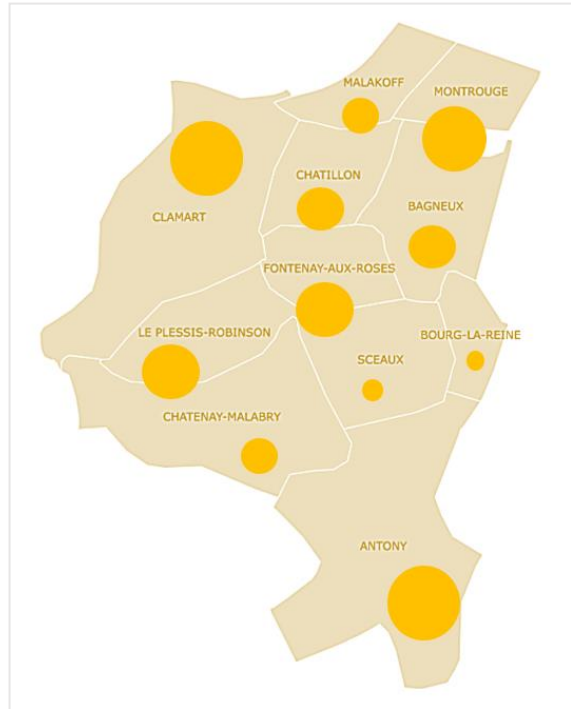 MALAKOFF
MONTROUGE
CHATILLON
CLAMART
BAGNEUX
FONTENAY-AUX-ROSES
LE PLESSIS-ROBINSON
BOURG-LA-REINE
SCEAUX
CHATENAY-MALABRY
ANTONY